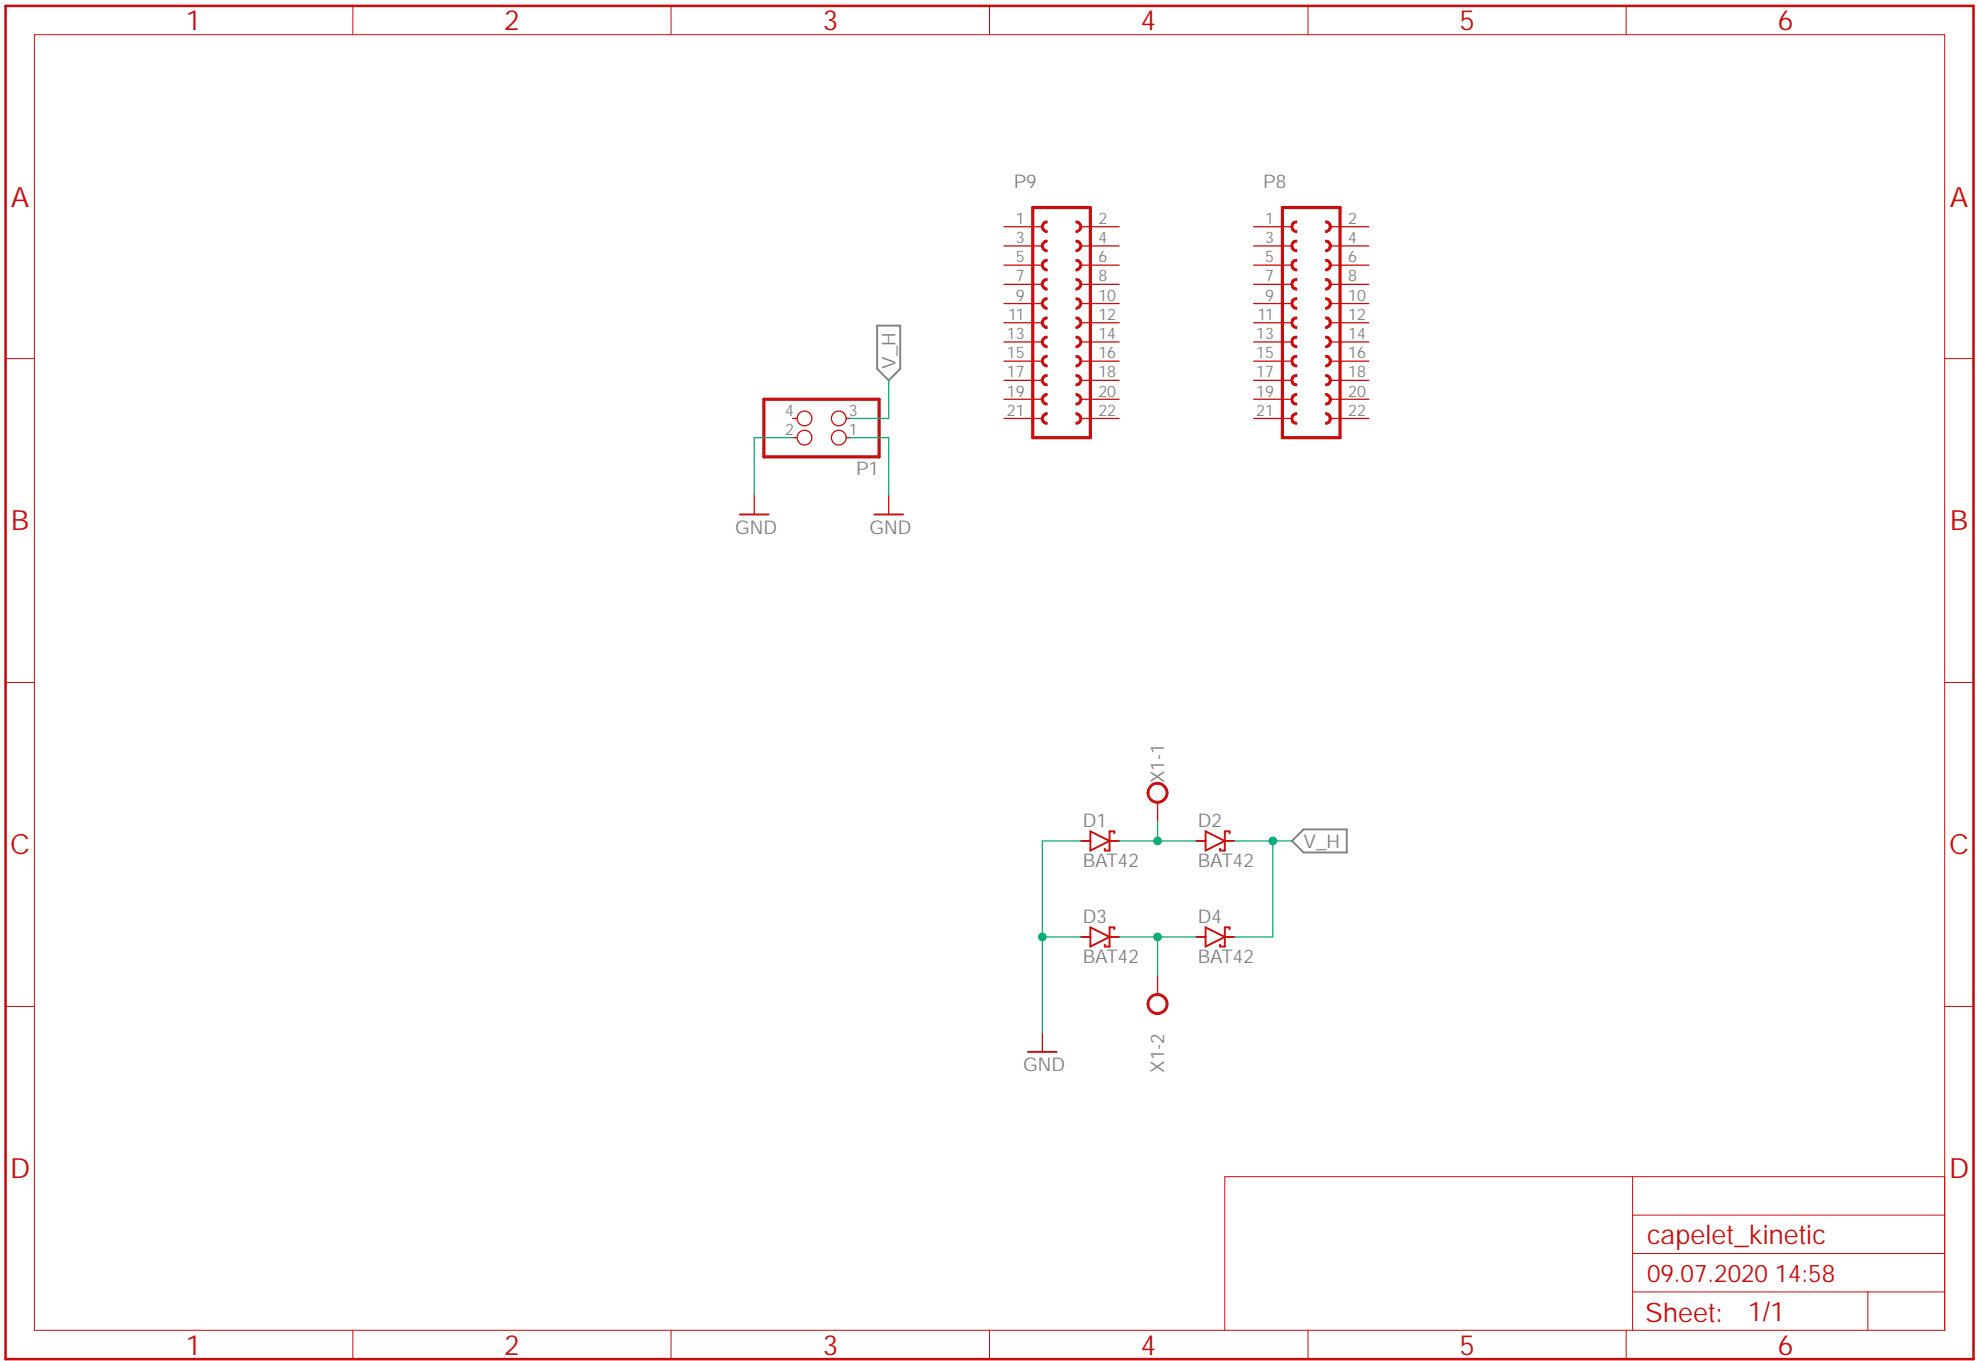 1 2 3 4 5 6
A A
P9 P8
1 2 1 2
3 4 3 4
5 6 5 6
7 8 7 8
9 10 9 10
11 12 11 12
13 14 13 14
15 16 15 16
17 18 17 18
19 20 19 20
21 22 21 22
V_H
4 3
2 1
P1
GND GND
B B
X1-1
D1 D2
V_H
BAT42 BAT42
C C
D3 D4
BAT42 BAT42
X1-2
GND
D D
capelet_kinetic
09.07.2020 14:58
Sheet: 1/1
1 2 3 4 5 6